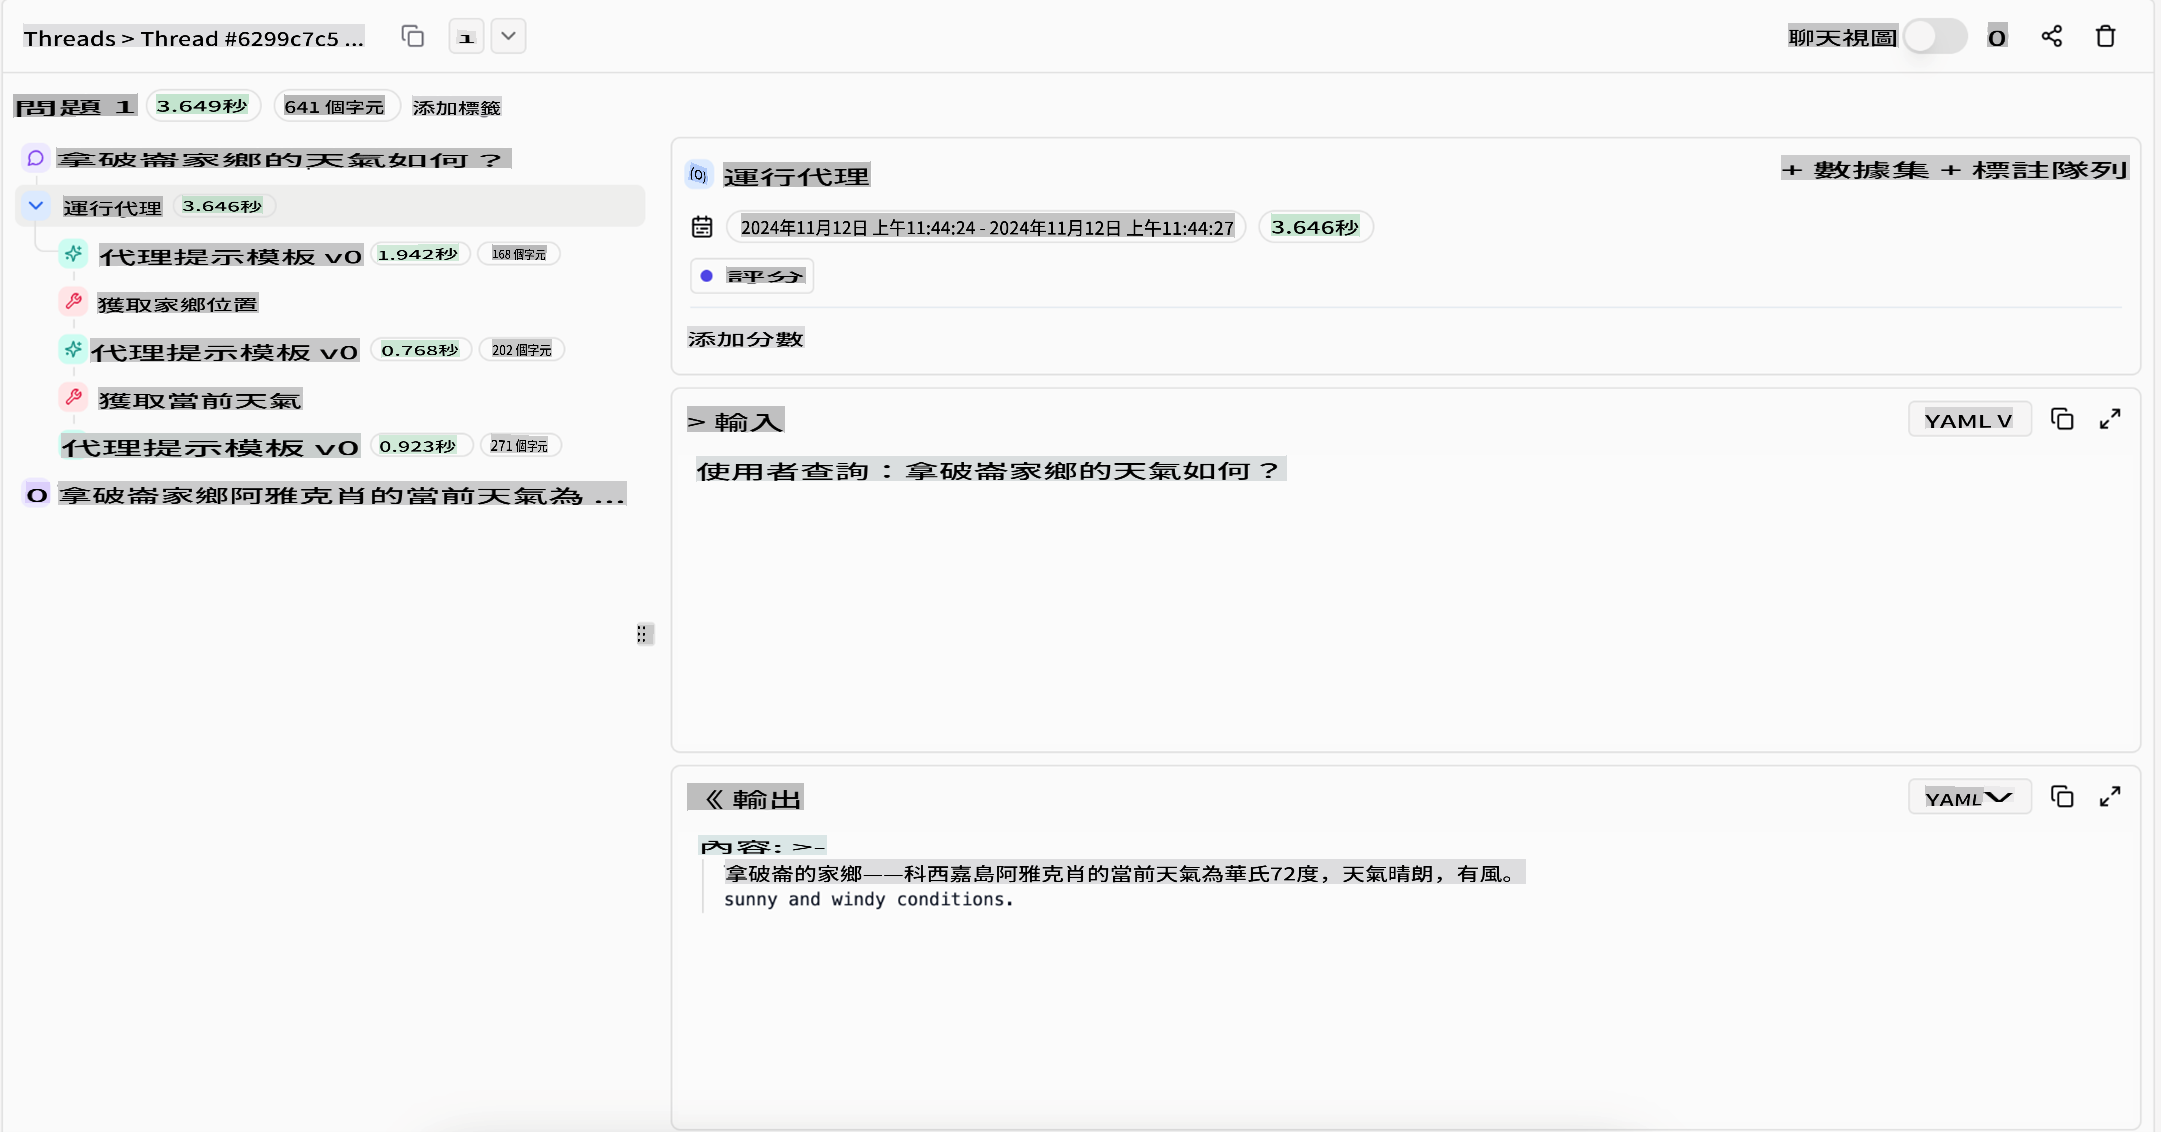 Threads > Thread #6299c7c5 ...
1
聊天視圖
0
問題 1
3.649秒
641 個字元
添加標籤
拿破崙家鄉的天氣如何？
運行代理
3.646秒
代理提示模板 v0
1.942秒
168 個字元
獲取家鄉位置
代理提示模板 v0
0.768秒
202 個字元
獲取當前天氣
代理提示模板 v0
0.923秒
271 個字元
O 拿破崙家鄉阿雅克肖的當前天氣為 ...
運行代理
+ 數據集 + 標註隊列
2024年11月12日 上午11:44:24 - 2024年11月12日 上午11:44:27
3.646秒
評分
添加分數
> 輸入
YAML V
使用者查詢：拿破崙家鄉的天氣如何？
《 輸出
YAML
內容: >-
拿破崙的家鄉——科西嘉島阿雅克肖的當前天氣為華氏72度，天氣晴朗，有風。
sunny and windy conditions.